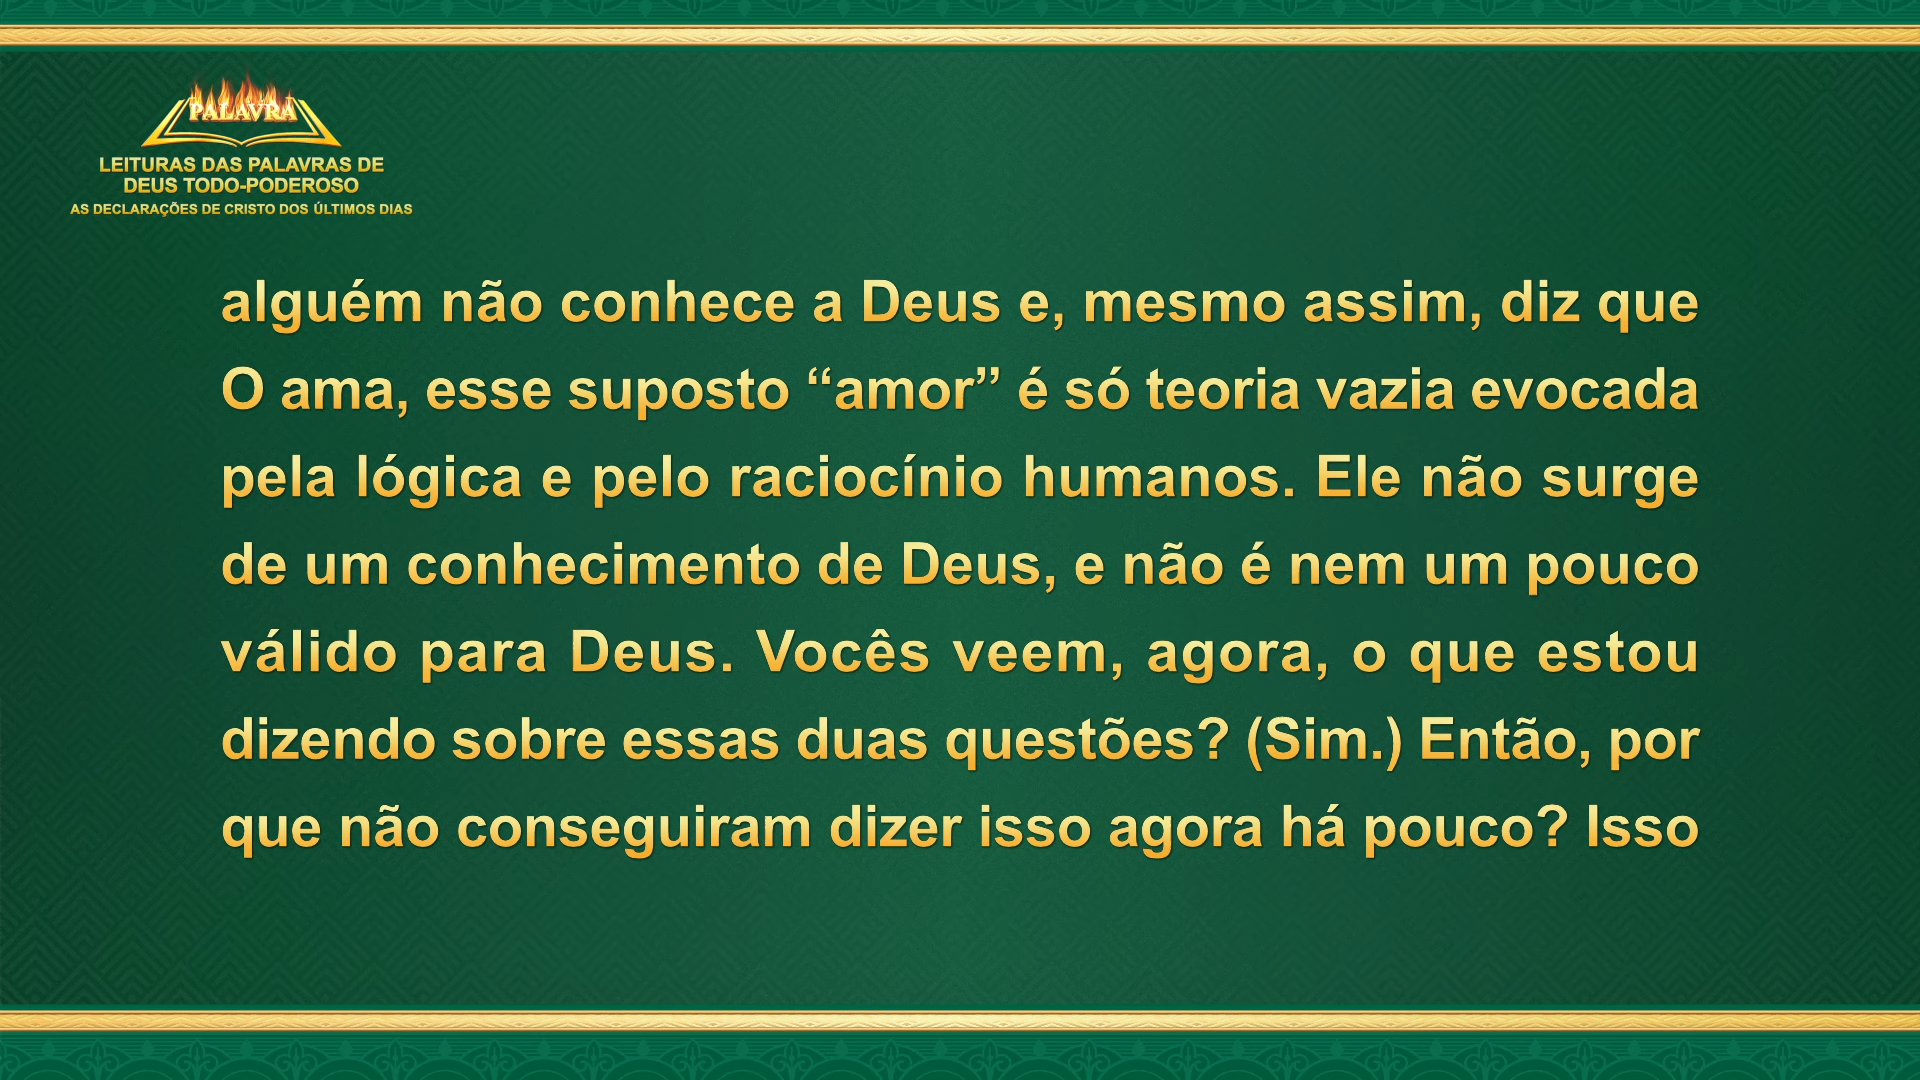 PALAVRA
LEITURAS DAS PALAVRAS DE
DEUS TODO-PODEROSO
AS DECLARAÇÕES DE CRISTO DOS ÚLTIMOS DIAS
alguém não conhece a Deus e, mesmo assim, diz que
O ama, esse suposto “amor” é só teoria vazia evocada
pela lógica e pelo raciocínio humanos. Ele não surge
de um conhecimento de Deus, e não é nem um pouco
válido para Deus. Vocês veem, agora, o que estou
dizendo sobre essas duas questões? (Sim.) Então, por
que não conseguiram dizer isso agora há pouco? Isso